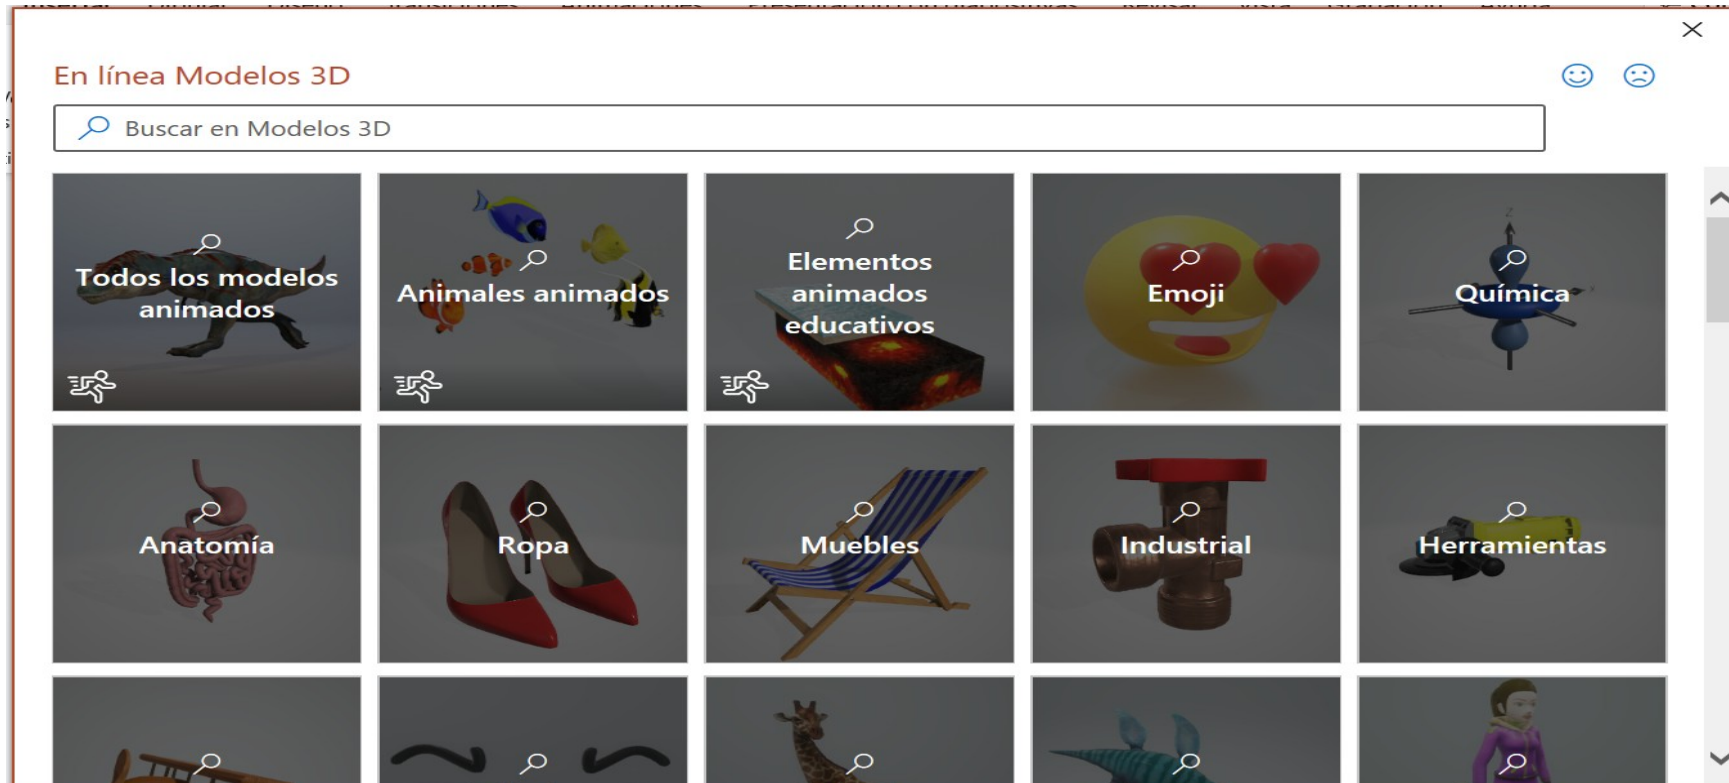 En línea Modelos 3D
Buscar en Modelos 3D
Todos los modelos
animados
Animales animados
Elementos
animados
educativos
Emoji
Química
Anatomía
Ropa
Muebles
Industrial
Herramientas